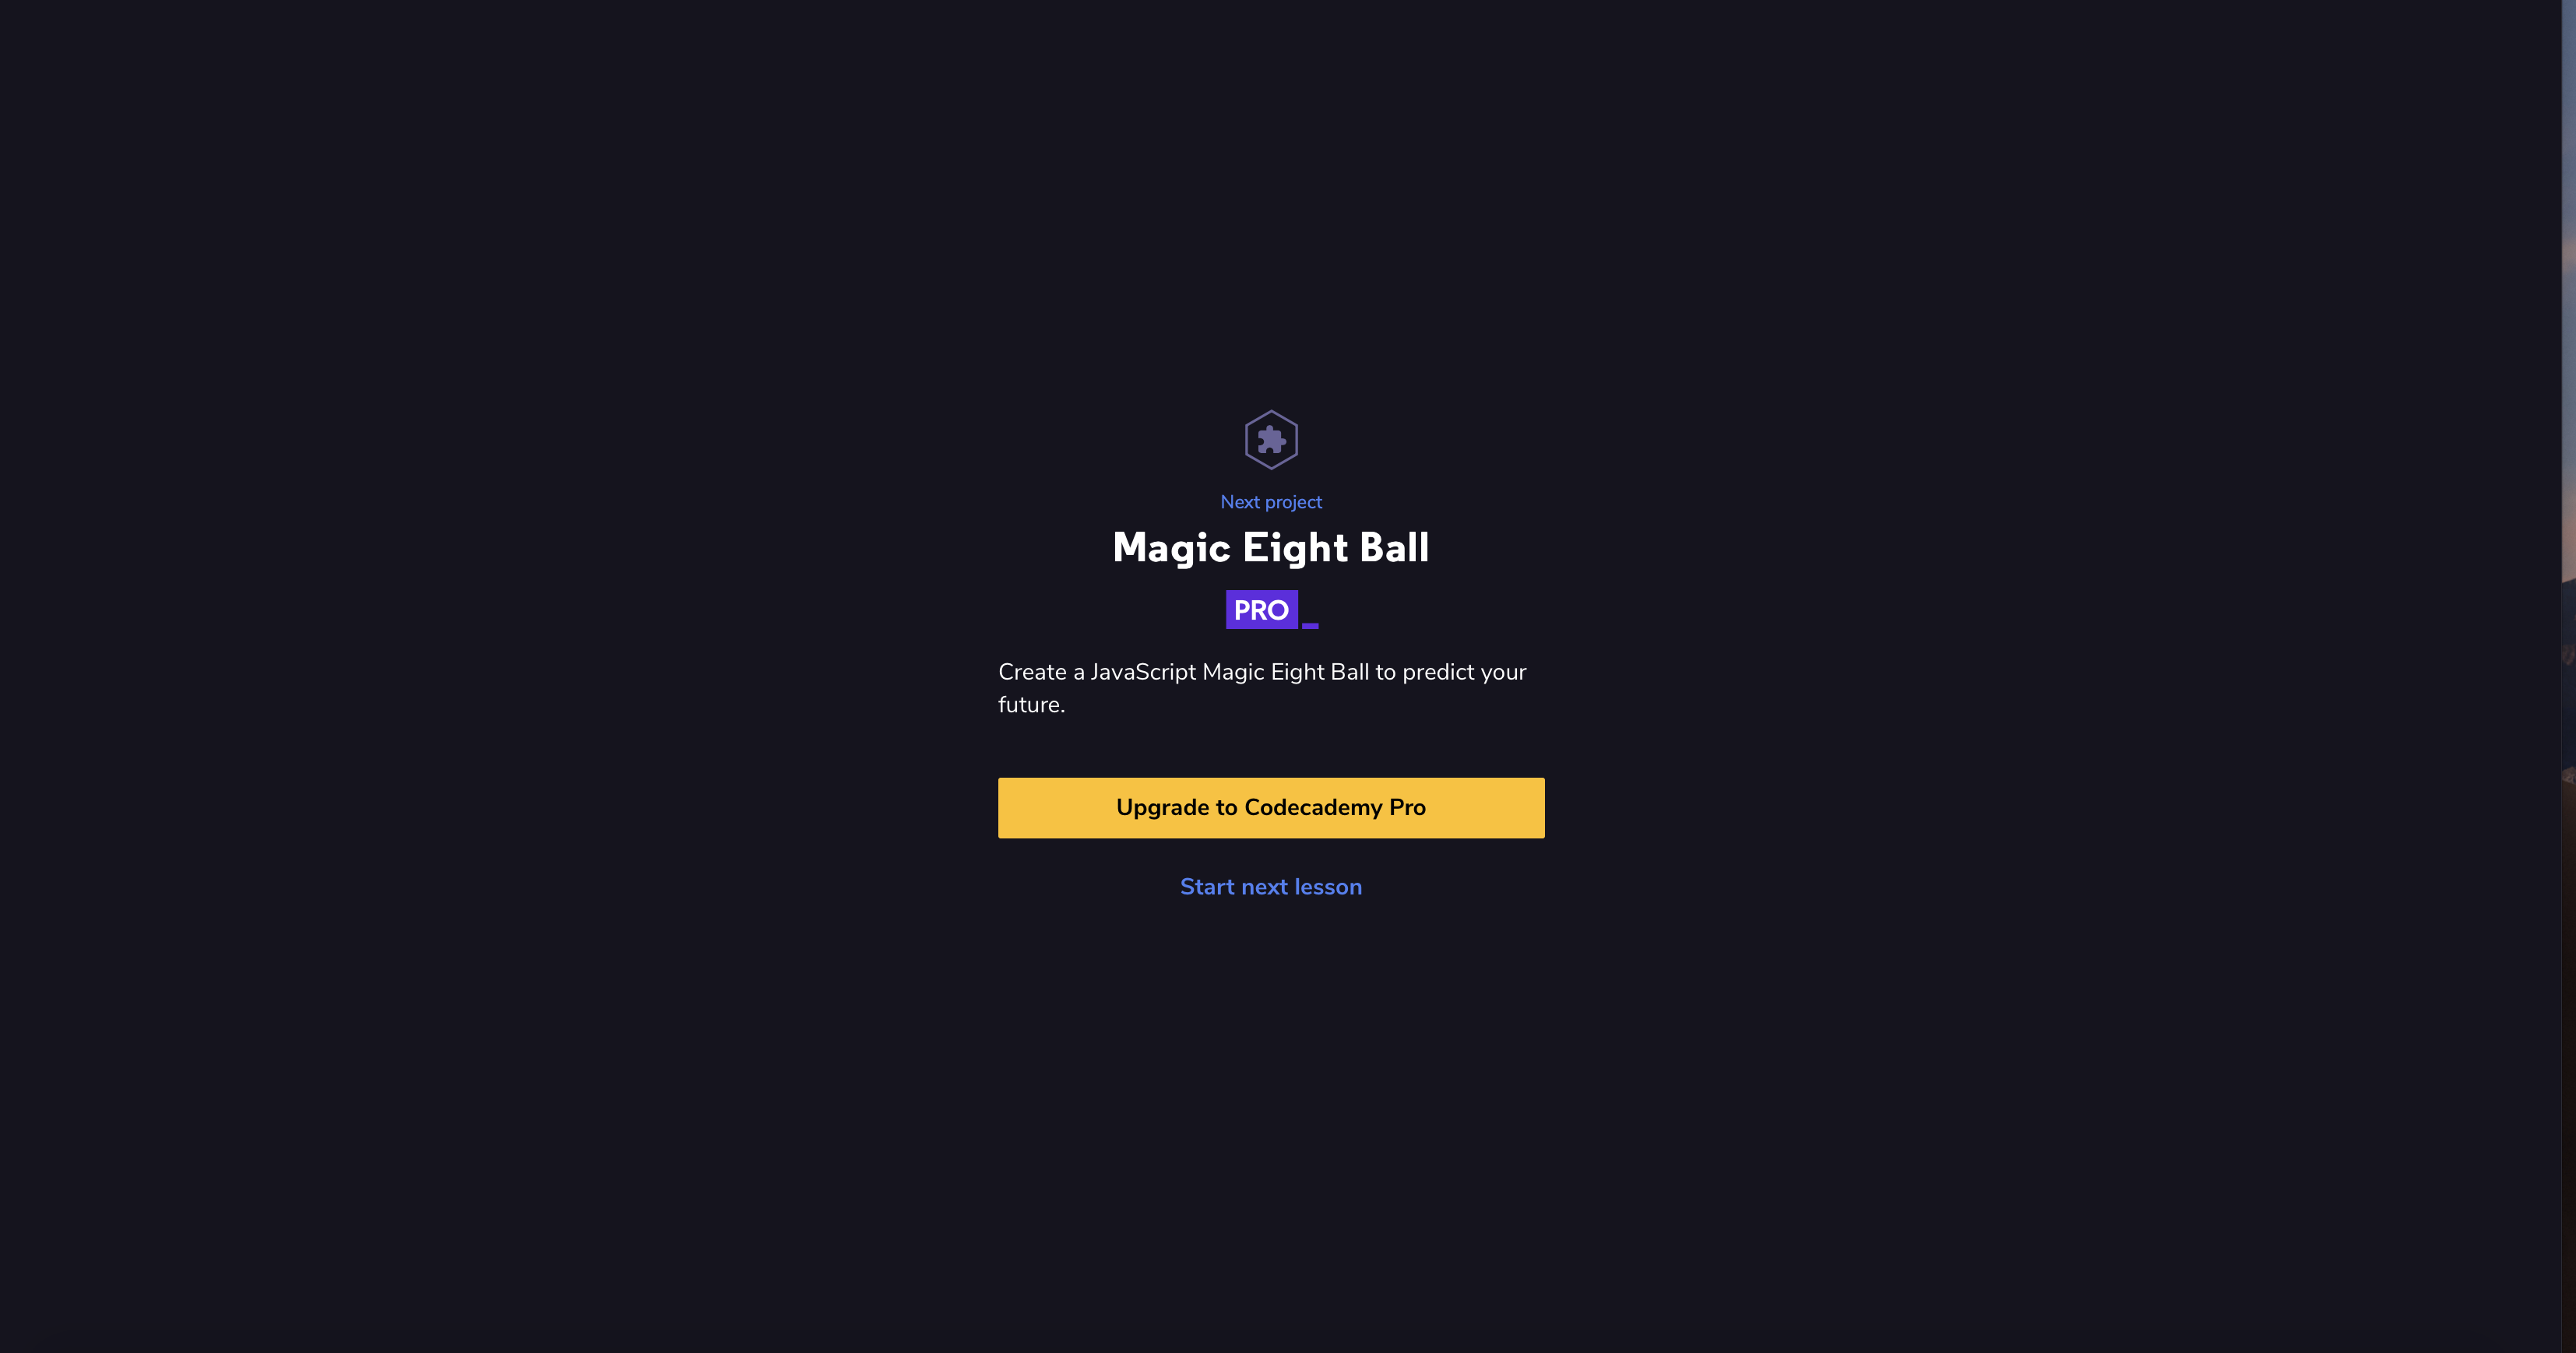 Next project
Magic Eight Ball
PRO
Create a JavaScript Magic Eight Ball to predict your
future.
Upgrade to Codecademy Pro
Start next lesson